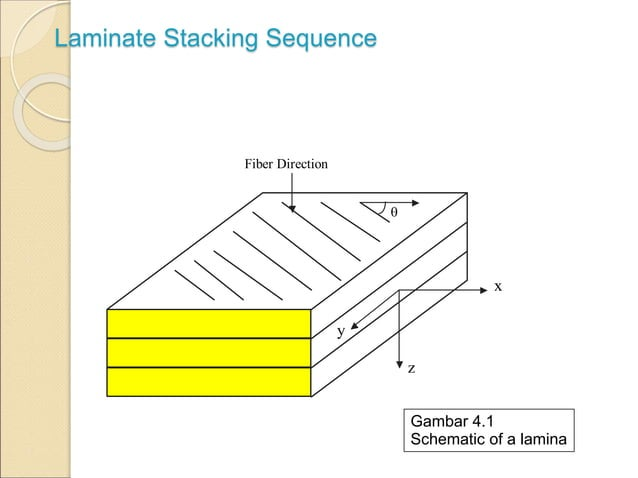 Laminate Stacking Sequence
Fiber Direction
θ
x
y
z
Gambar 4.1
Schematic of a lamina